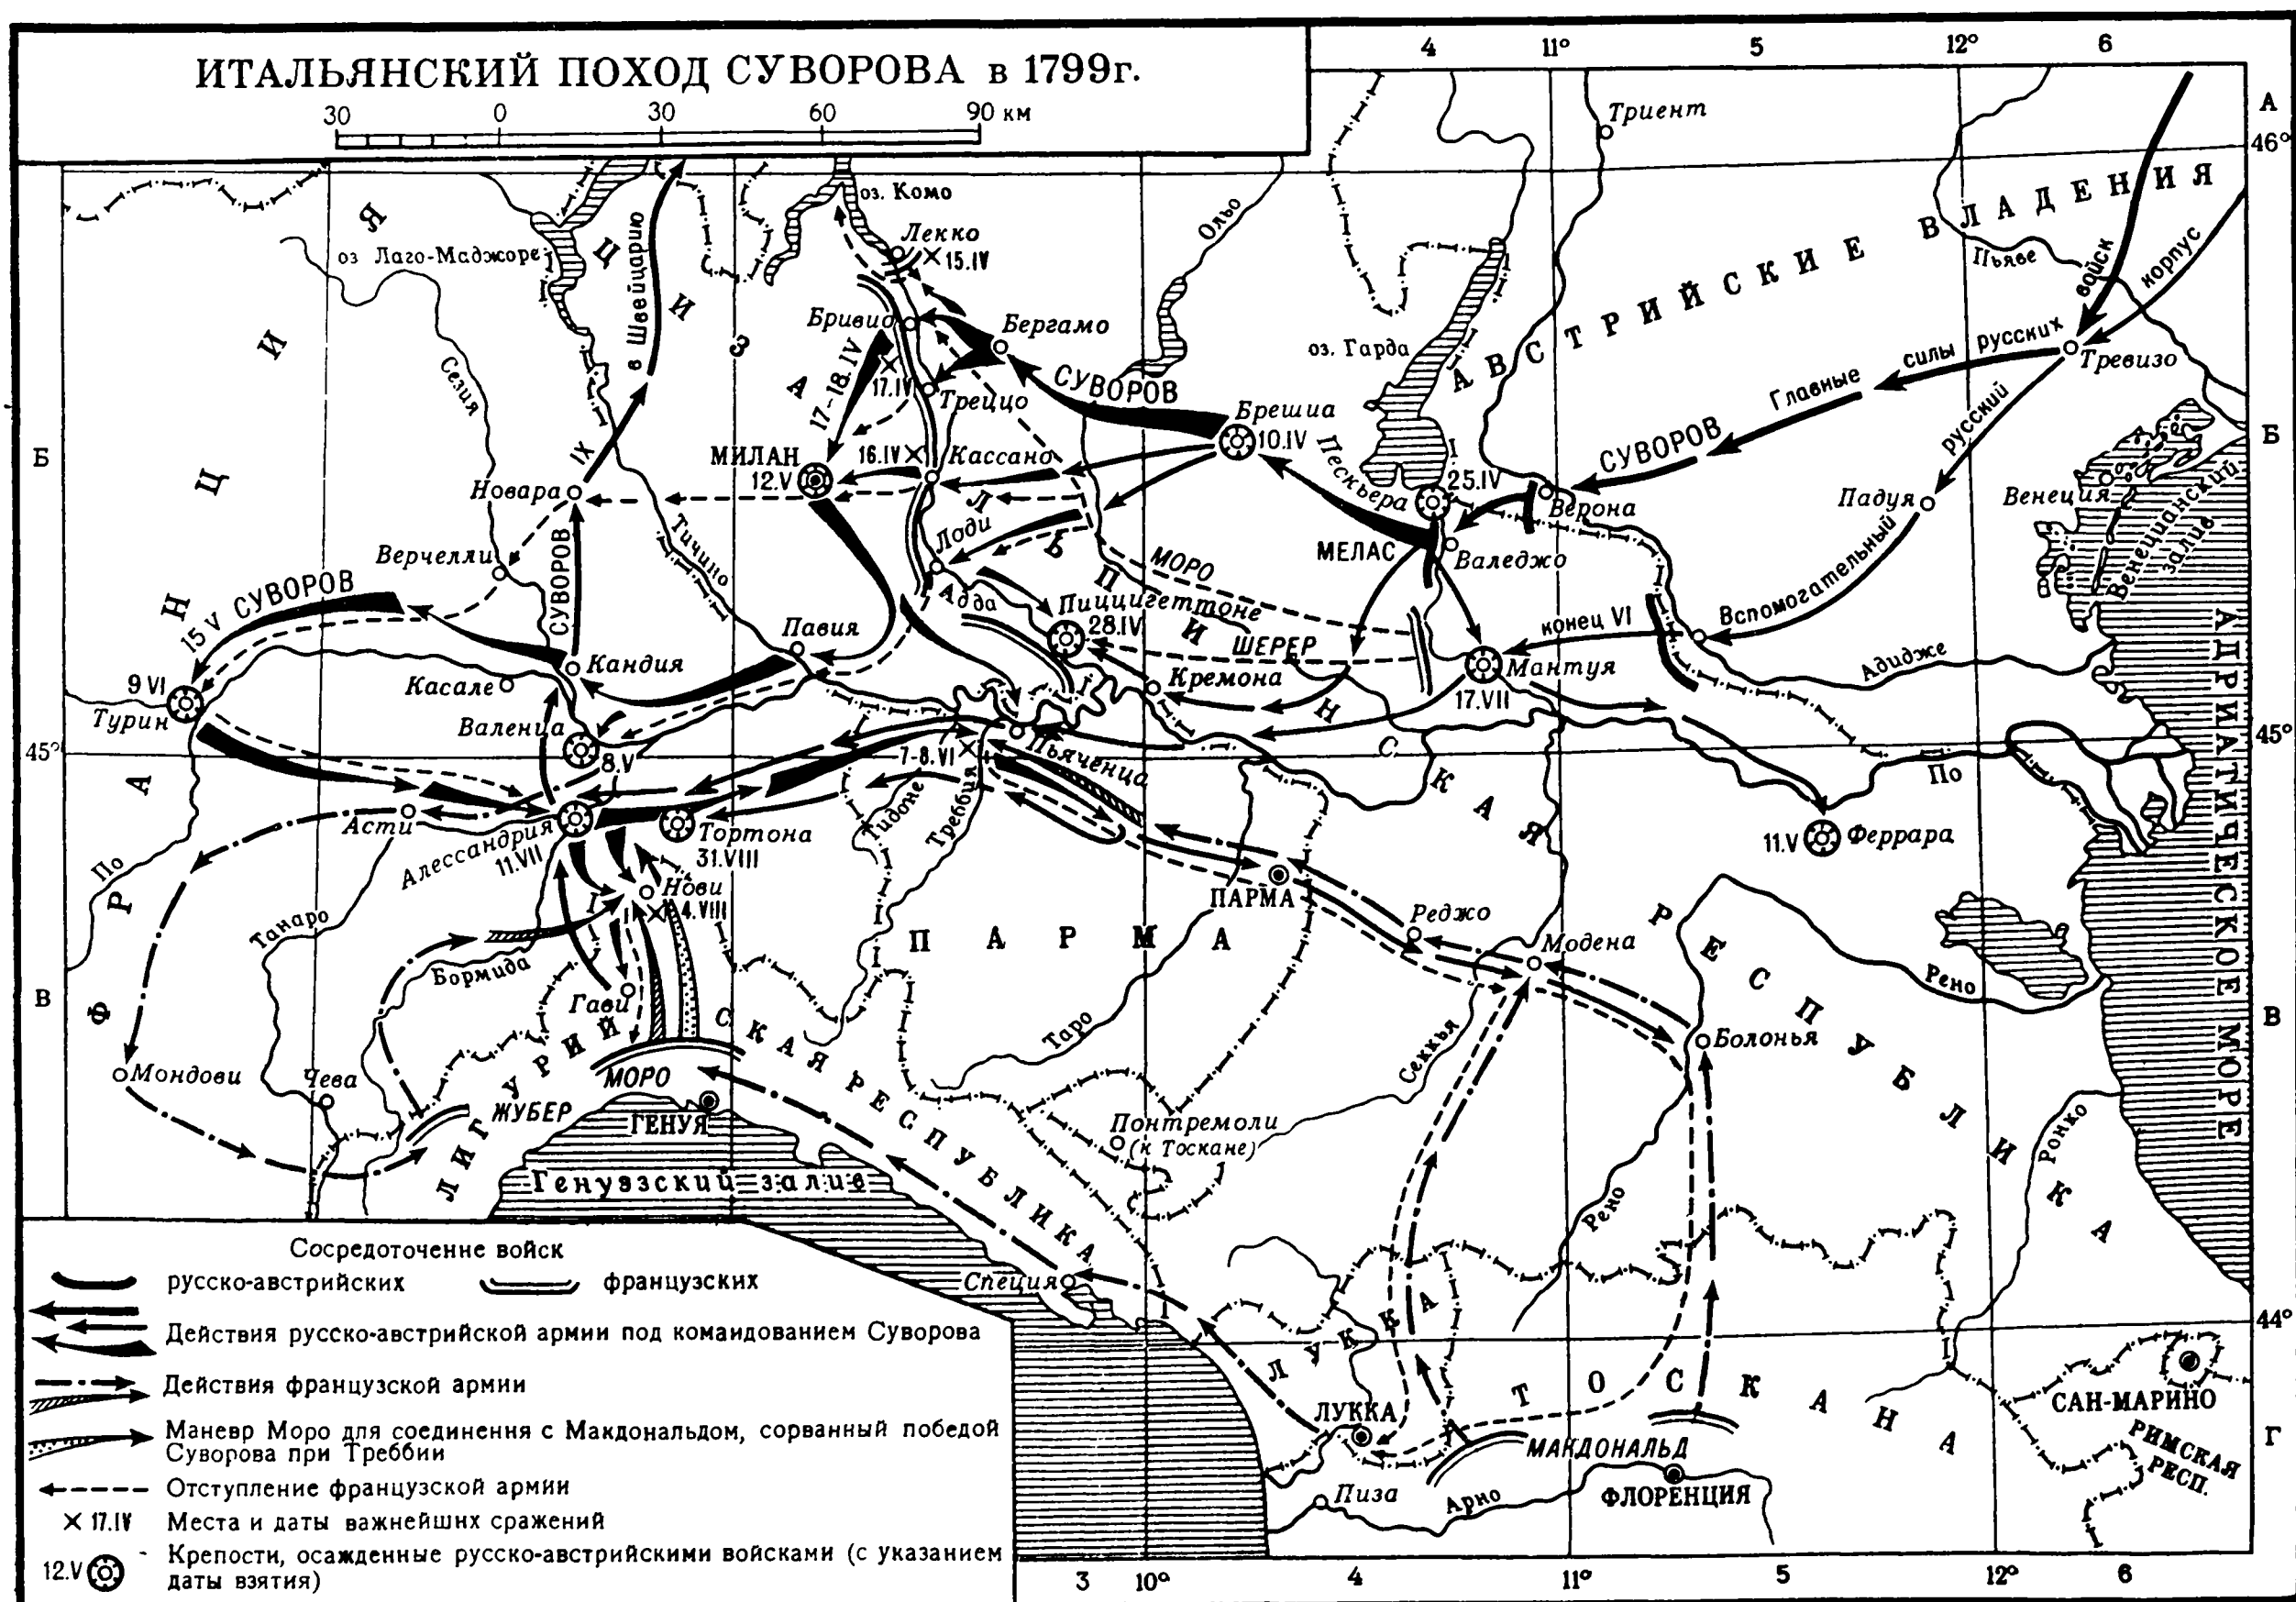 ИТАЛЬЯНСКИЙ ПОХОД СУВОРОВА в 1799г.
30 0 30 60 90 км
4 11° 5 12° 6
А
46°
Триент
АВСТРИЙСКИЕ ВЛАДЕНИЯ
оз. Комо
Ольо
оз. Лаго-Маджоре
в Швейцарию
Лекко
15.IV
Пьяве
войск
корпус
Бривио
Бергамо
оз. Гарда
силы русских
Тревизо
Главные
русский
Сезия
17-18.IV
17.IV
Треццо
СУВОРОВ
Брешиа
10.IV
Пескьера
25.IV
СУВОРОВ
Б
Б
МИЛАН
12.V
16.IV
Кассано
IX
Новара
Верона
Падуя
Венеция
Венецианский
залив
Лоди
Верчелли
Тичино
МОРО
МЕЛАС
Валеджо
СУВОРОВ
15 V СУВОРОВ
Адда
Пиццигеттоне
28.IV
Вспомогательный
конец VI
Павия
ШЕРЕР
Кандия
Касале
Кремона
Мантуя
17.VII
Адидже
9 VI
Турин
Валенца
8.V
45°
45°
7-8.VI
Пьяченца
По
Асти
Алессандрия
11.VII
Тортона
31.VIII
Тидоне
Треббия
11.V
Феррара
По
Нови
4.VIII
ПАРМА
Реджо
Модена
Танаро
Бормида
ПАРМА
Рено
ФРАНЦИЯ
ЦИЗАЛЬПИНСКАЯ РЕСПУБЛИКА
АДРИАТИЧЕСКОЕ МОРЕ
В
В
Гави
Таро
Секкья
Болонья
Мондови
Чева
МОРО
ЖУБЕР
ГЕНУЯ
ЛИГУРИЙСКАЯ РЕСПУБЛИКА
Генуэзский залив
Понтремоли
(к Тоскане)
Ронко
Рено
Специя
44°
ЛУККА
ТОСКАНА
ЛУККА
МАКДОНАЛЬД
САН-МАРИНО
РИМСКАЯ
РЕСП.
Г
Пиза
Арно
ФЛОРЕНЦИЯ
3 10° 4 11° 5 12° 6
Сосредоточение войск
русско-австрийских французских
Действия русско-австрийской армии под командованием Суворова
Действия французской армии
Маневр Моро для соединения с Макдональдом, сорванный победой
Суворова при Треббии
Отступление французской армии
17.IV Места и даты важнейших сражений
12.V Крепости, осажденные русско-австрийскими войсками (с указанием
даты взятия)